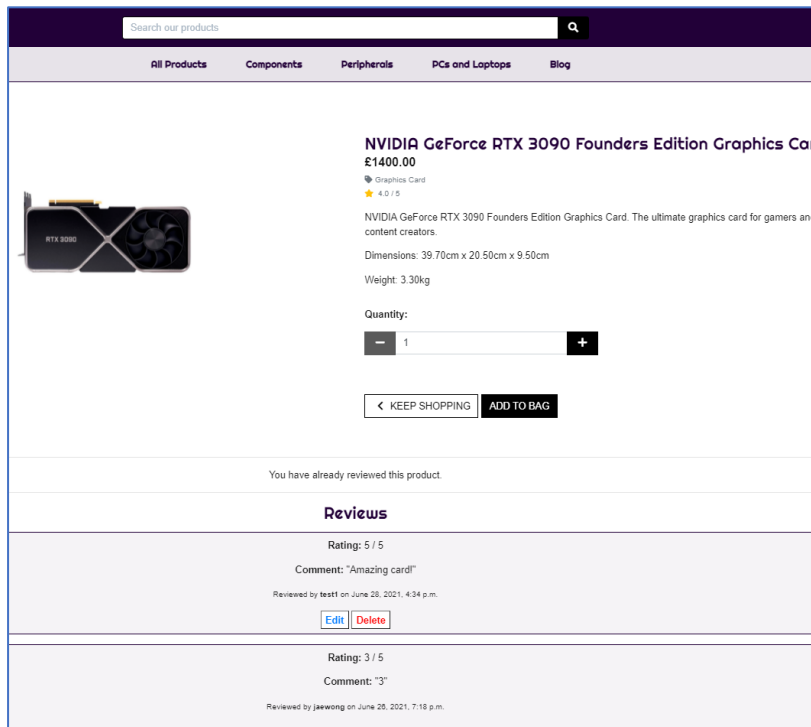 Search our products
All Products Components Peripherals PCs and Laptops Blog
NVIDIA GeForce RTX 3090 Founders Edition Graphics Ca
£1400.00
Graphics Card
4.0 / 5
RTX 3090
NVIDIA GeForce RTX 3090 Founders Edition Graphics Card. The ultimate graphics card for gamers and
content creators.
Dimensions: 39.70cm x 20.50cm x 9.50cm
Weight: 3.30kg
Quantity:
1
KEEP SHOPPING ADD TO BAG
You have already reviewed this product.
Reviews
Rating: 5 / 5
Comment: "Amazing card!"
Reviewed by test1 on June 28, 2021, 4:34 p.m.
Edit Delete
Rating: 3 / 5
Comment: "3"
Reviewed by jaewong on June 26, 2021, 7:18 p.m.